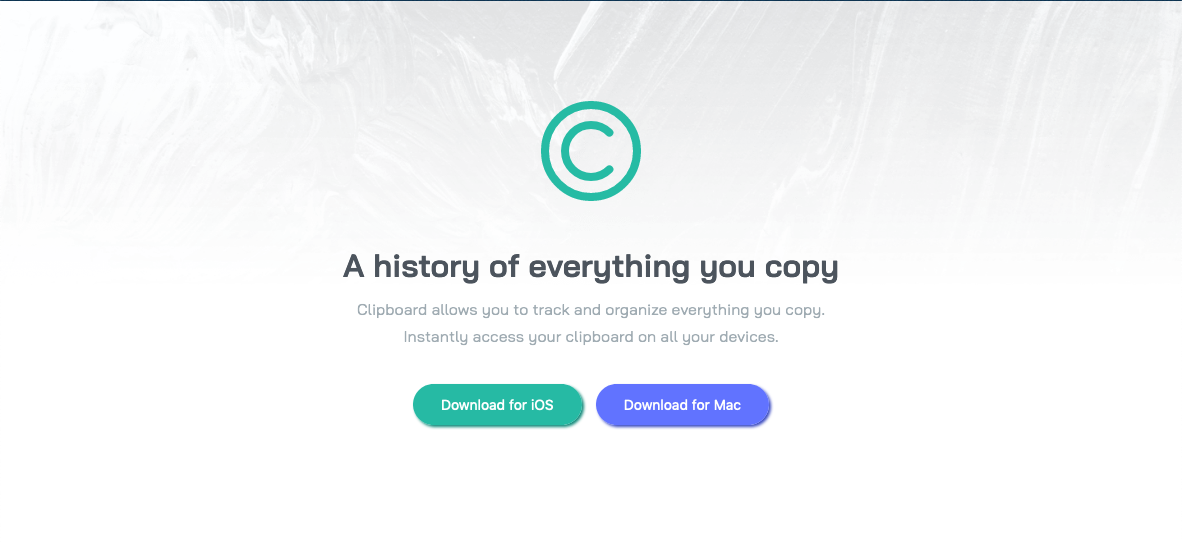 A history of everything you copy
Clipboard allows you to track and organize everything you copy.
Instantly access your clipboard on all your devices.
Download for iOS
Download for Mac